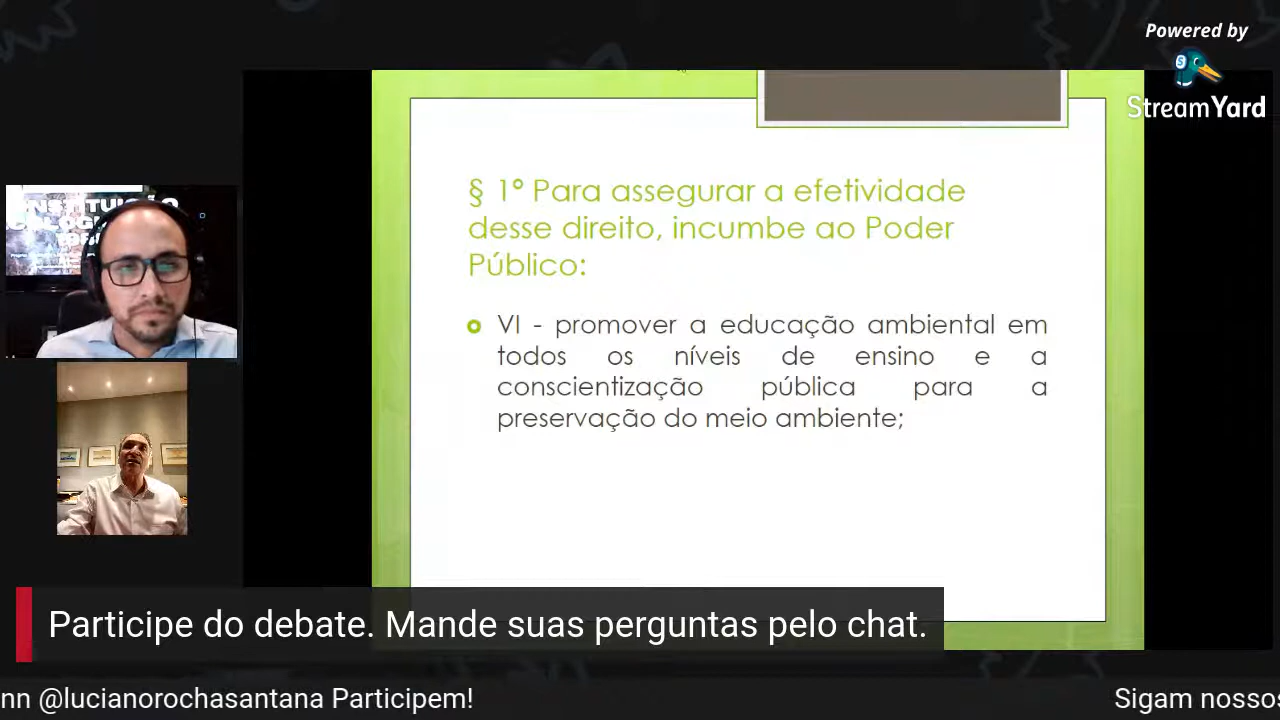 Powered by
StreamYard
§ 1º Para assegurar a efetividade
desse direito, incumbe ao Poder
Público:
VI - promover a educação ambiental em
todos os níveis de ensino e a
conscientização pública para a
preservação do meio ambiente;
Participe do debate. Mande suas perguntas pelo chat.
nn @lucianorochasantana Participem!
Sigam nossos